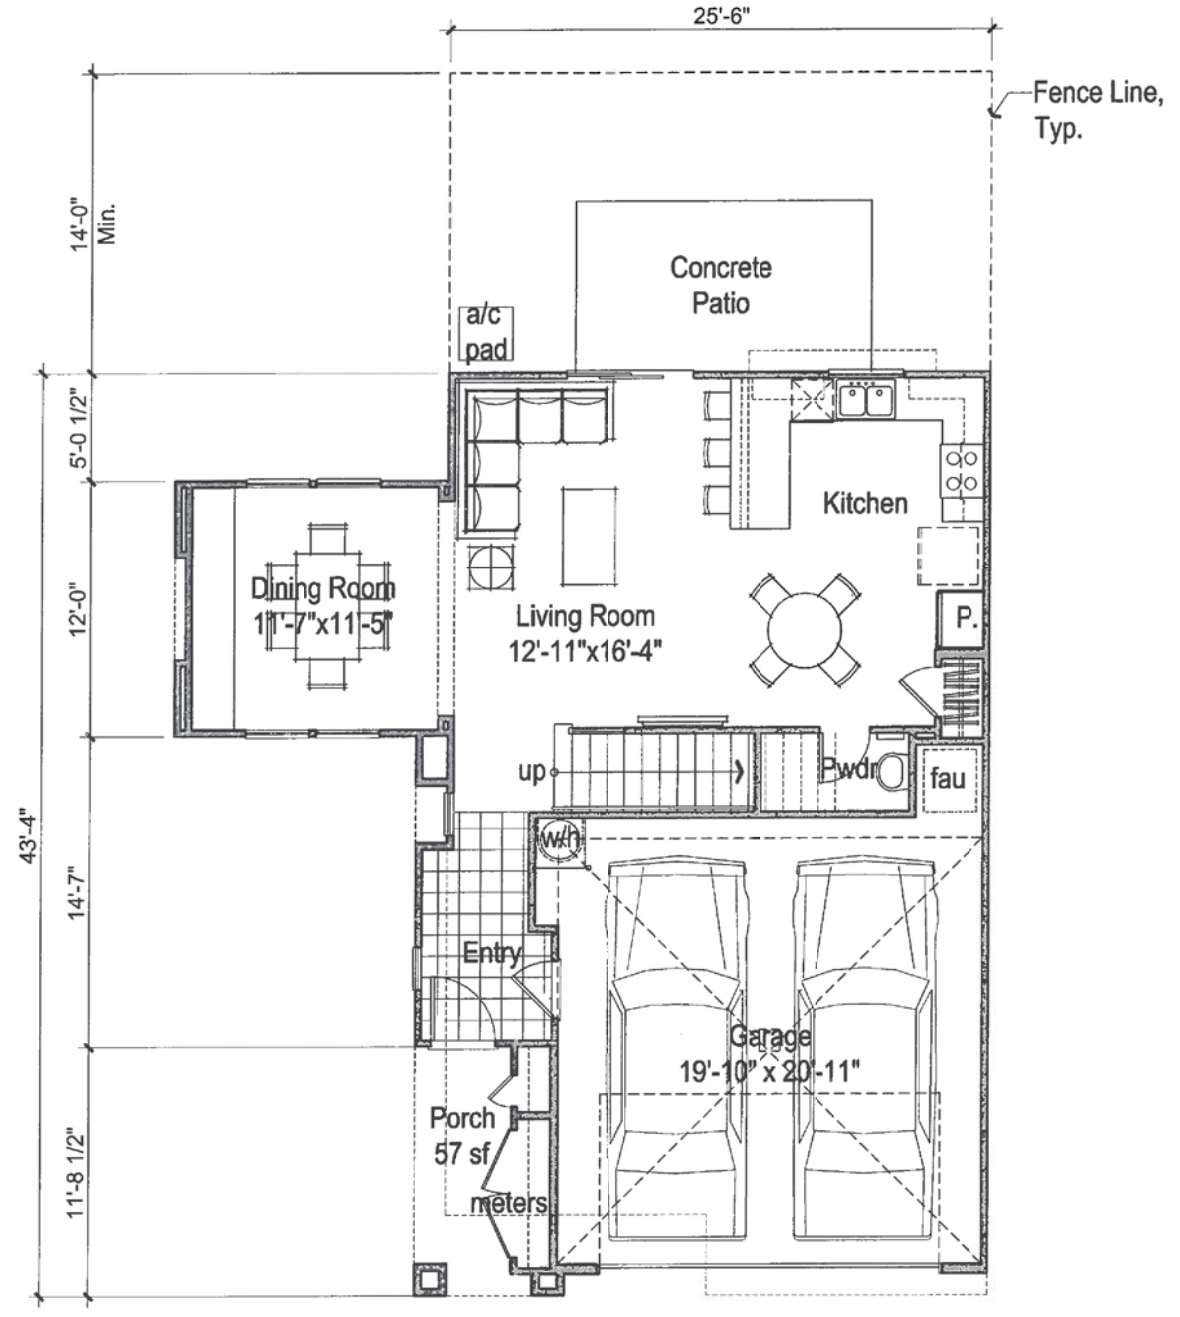 25'-6"
Fence Line,
Typ.
14'-0"
Min.
Concrete
Patio
a/c
pad
5'-0 1/2"
Kitchen
Dining Room
11'-7"x11'-5"
12'-0"
Living Room
12'-11"x16'-4"
P.
up
Pwdr
fau
43'-4"
w/h
14'-7"
Entry
Garage
19'-10" x 20'-11"
Porch
57 sf
11'-8 1/2"
meters